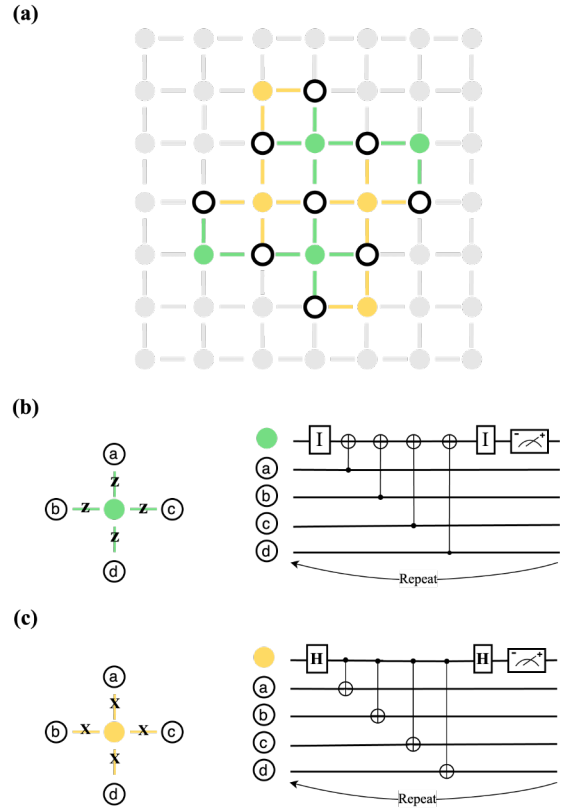 (a)
(b)
I I - +
a a
z b
b z z c c
z d
d Repeat
(c)
H H - +
a a
x b
b x x c c
x d
d Repeat